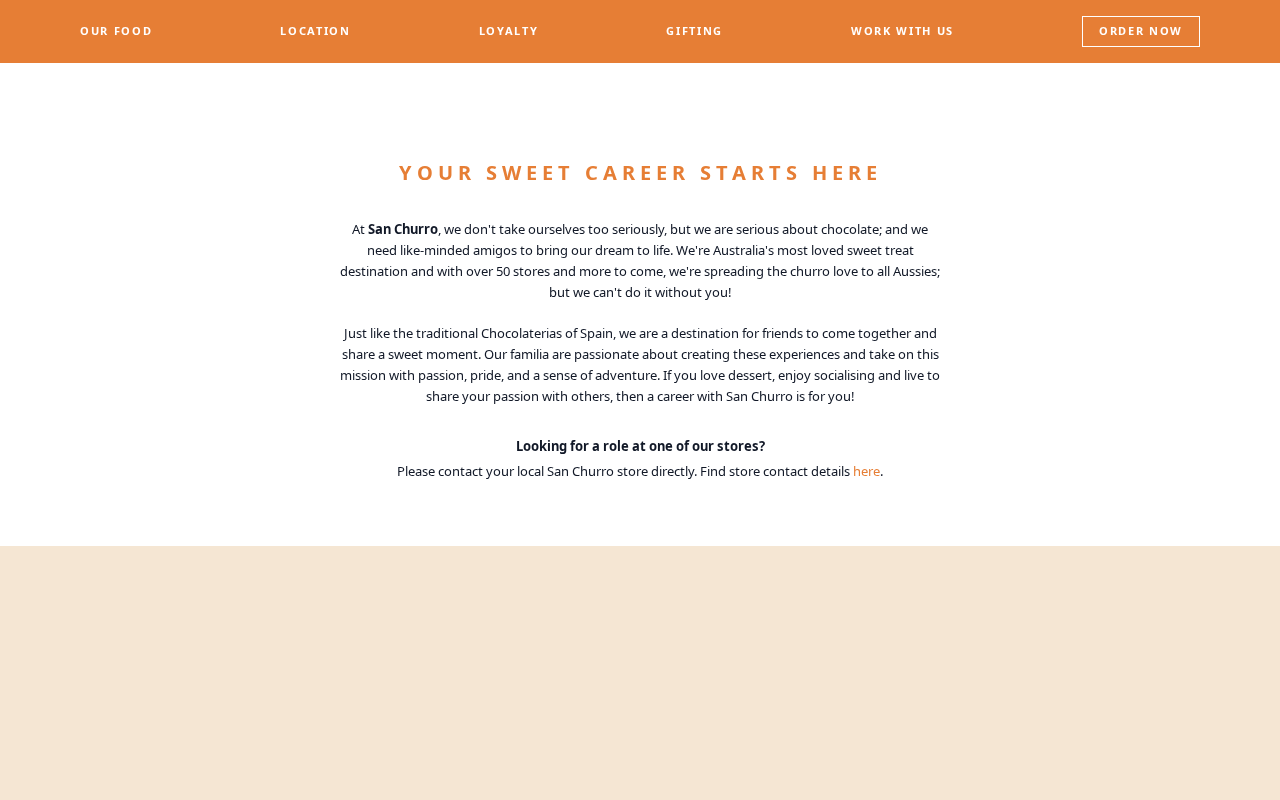 OUR FOOD
LOCATION
LOYALTY
GIFTING
WORK WITH US
ORDER NOW
YOUR SWEET CAREER STARTS HERE
At San Churro, we don't take ourselves too seriously, but we are serious about chocolate; and we
need like-minded amigos to bring our dream to life. We're Australia's most loved sweet treat
destination and with over 50 stores and more to come, we're spreading the churro love to all Aussies;
but we can't do it without you!
Just like the traditional Chocolaterias of Spain, we are a destination for friends to come together and
share a sweet moment. Our familia are passionate about creating these experiences and take on this
mission with passion, pride, and a sense of adventure. If you love dessert, enjoy socialising and live to
share your passion with others, then a career with San Churro is for you!
Looking for a role at one of our stores?
Please contact your local San Churro store directly. Find store contact details here.